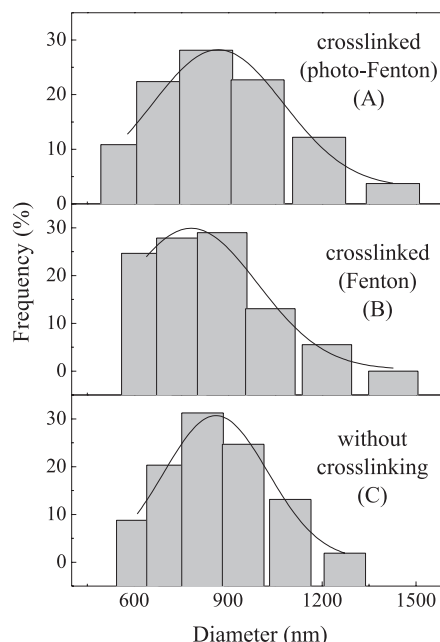 Frequency (%)
30
20
10
0
crosslinked
(photo-Fenton)
(A)
30
20
10
0
crosslinked
(Fenton)
(B)
30
20
10
0
without
crosslinking
(C)
600 900 1200 1500
Diameter (nm)